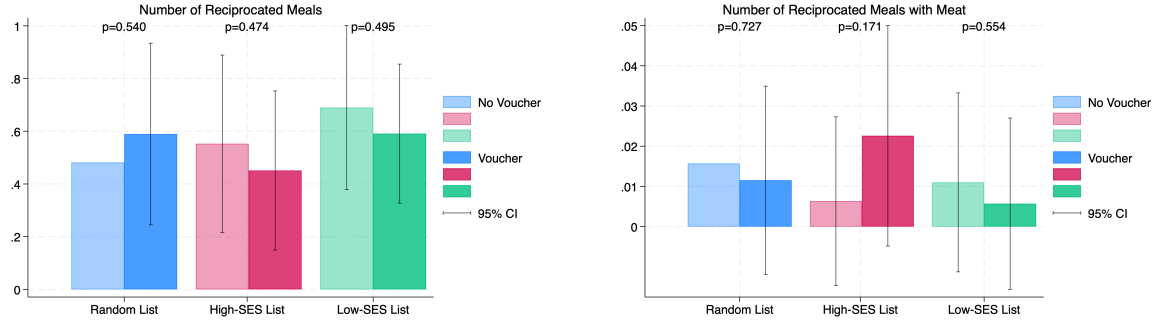 Number of Reciprocated Meals
p=0.540
p=0.474
p=0.495
1
.8
.6
.4
.2
0
Random List
High-SES List
Low-SES List
No Voucher
Voucher
95% CI
Number of Reciprocated Meals with Meat
p=0.727
p=0.171
p=0.554
.05
.04
.03
.02
.01
0
Random List
High-SES List
Low-SES List
No Voucher
Voucher
95% CI